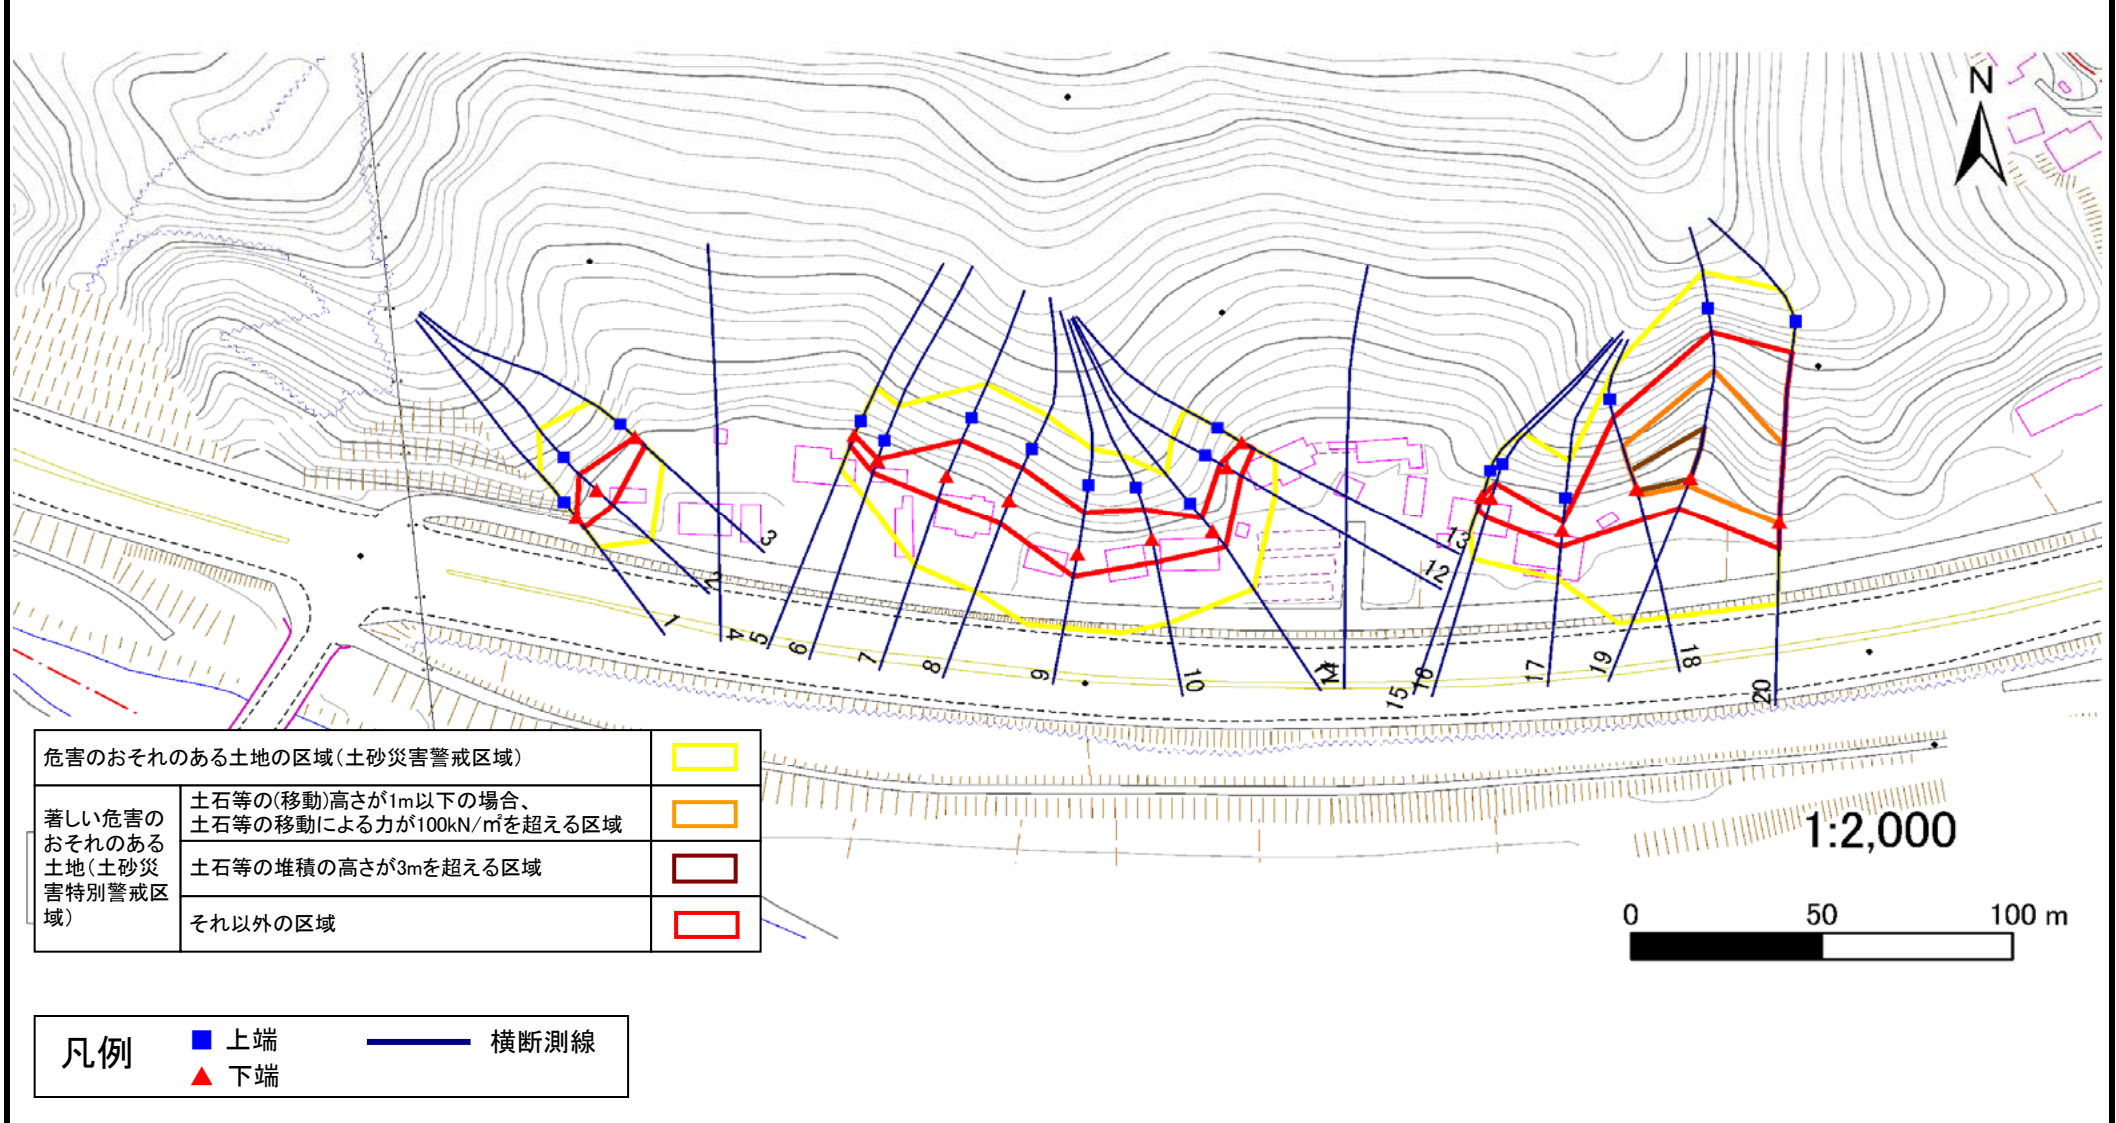 N
1
2
3
4
5
6
7
8
9
10
12
13
14
15
16
17
19
18
20
危害のおそれのある土地の区域(土砂災害警戒区域)
著しい危害の
おそれのある
土地(土砂災
害特別警戒区
域)
土石等の(移動)高さが1m以下の場合、
土石等の移動による力が100kN/㎡を超える区域
土石等の堆積の高さが3mを超える区域
それ以外の区域
1:2,000
0 50 100 m
凡例
上端
横断測線
下端